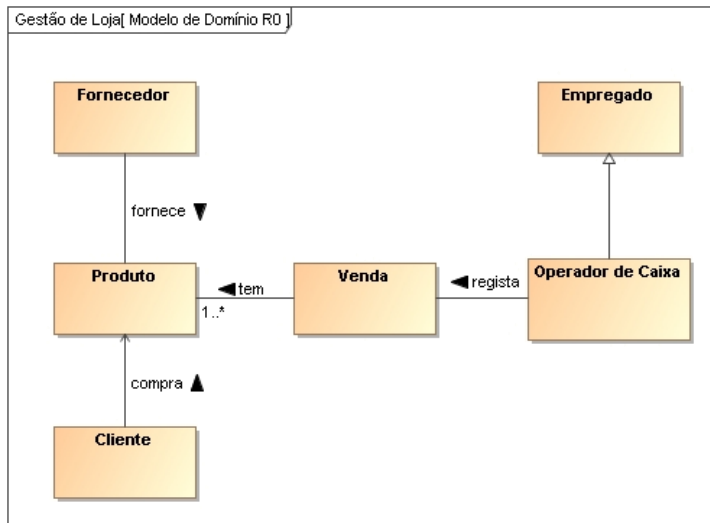 Gestão de Loja[ Modelo de Domínio R0 ]
Fornecedor
Empregado
fornece
Produto
Venda
Operador de Caixa
tem
regista
1..*
compra
Cliente